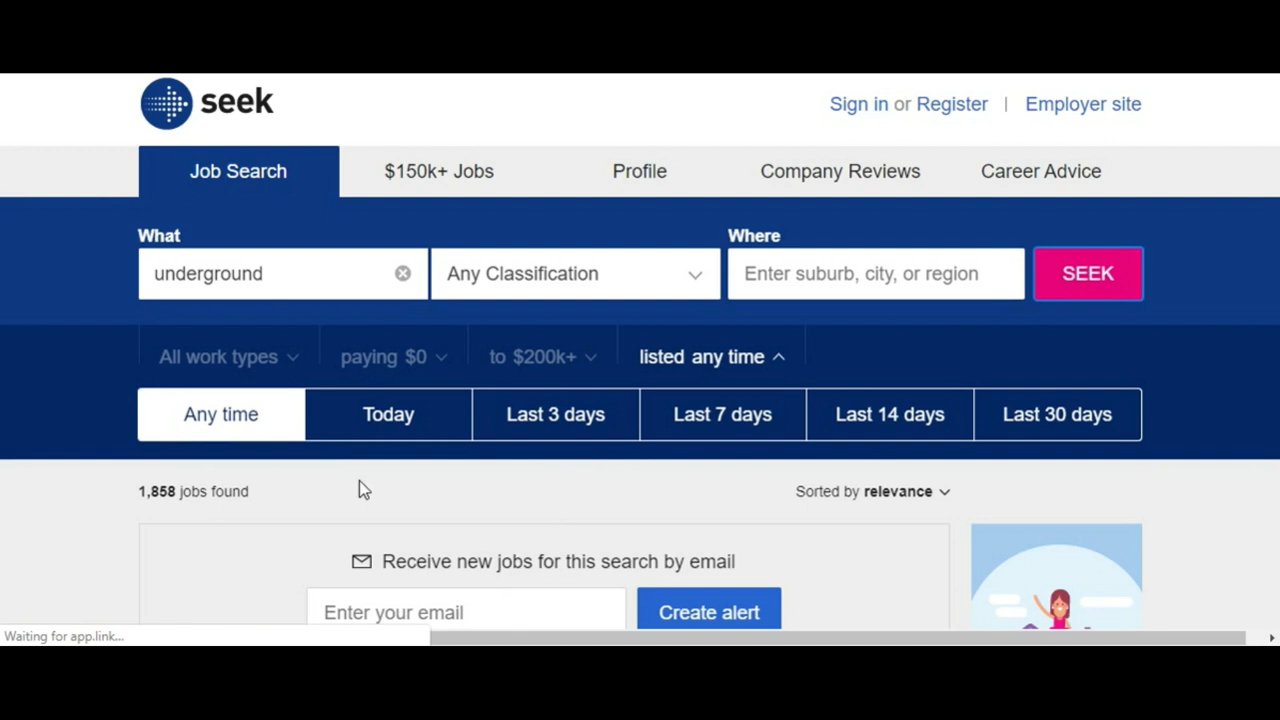 seek
Sign in or Register | Employer site
Job Search $150k+ Jobs Profile Company Reviews Career Advice
What Where
underground Any Classification Enter suburb, city, or region SEEK
All work types paying $0 to $200k+ listed any time
Any time Today Last 3 days Last 7 days Last 14 days Last 30 days
1,858 jobs found Sorted by relevance
Receive new jobs for this search by email
Enter your email Create alert
Waiting for app.link...